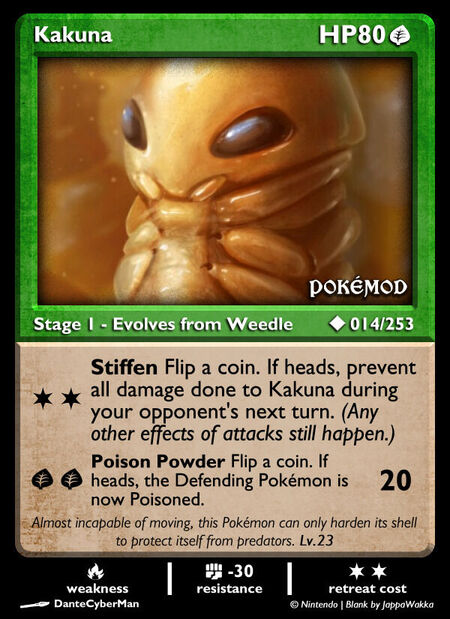 Kakuna HP80
POKÉMOD
Stage 1 - Evolves from Weedle ◆ 014/253
Stiffen Flip a coin. If heads, prevent
all damage done to Kakuna during
your opponent's next turn. (Any
other effects of attacks still happen.)
Poison Powder Flip a coin. If
heads, the Defending Pokémon is
now Poisoned.
20
Almost incapable of moving, this Pokémon can only harden its shell
to protect itself from predators. Lv.23
weakness
-30
resistance
retreat cost
DanteCyberMan
© Nintendo | Blank by JappaWakka